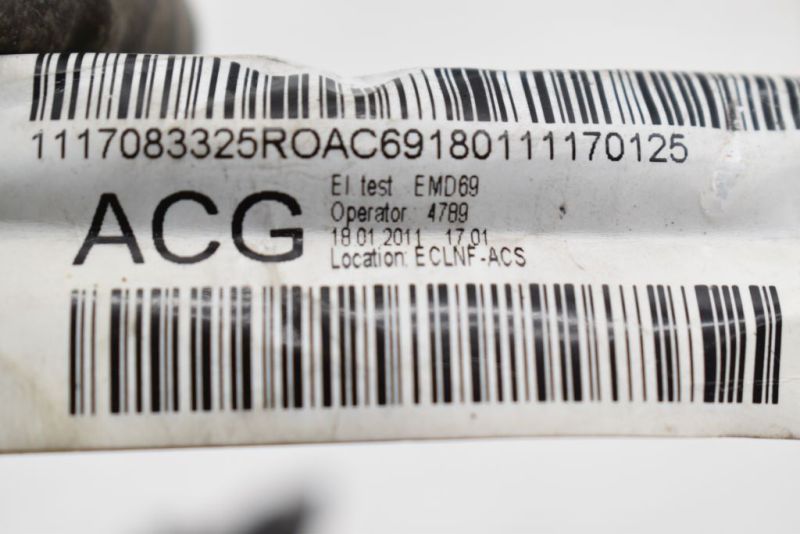 1117083325ROAC69180111170125
ACG
El. test EMD69
Operator: 4789
18.01.2011 17.01
Location: ECLNF-ACS